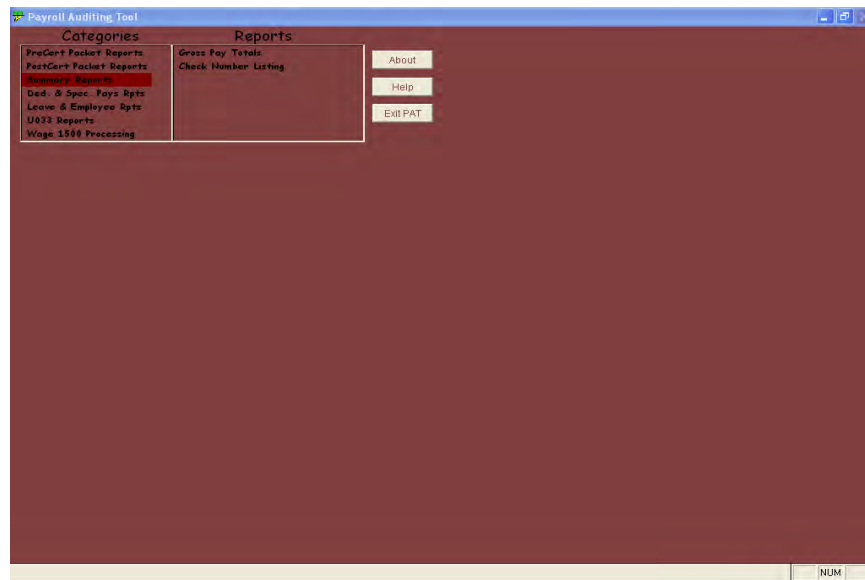 Payroll Auditing Tool
Categories
Reports
PreCert Packet Reports
PostCert Packet Reports
Summary Reports
Ded. & Spec. Pays Rpts
Leave & Employee Rpts
U033 Reports
Wage 1500 Processing
Gross Pay Totals
Check Number Listing
About
Help
Exit PAT
NUM